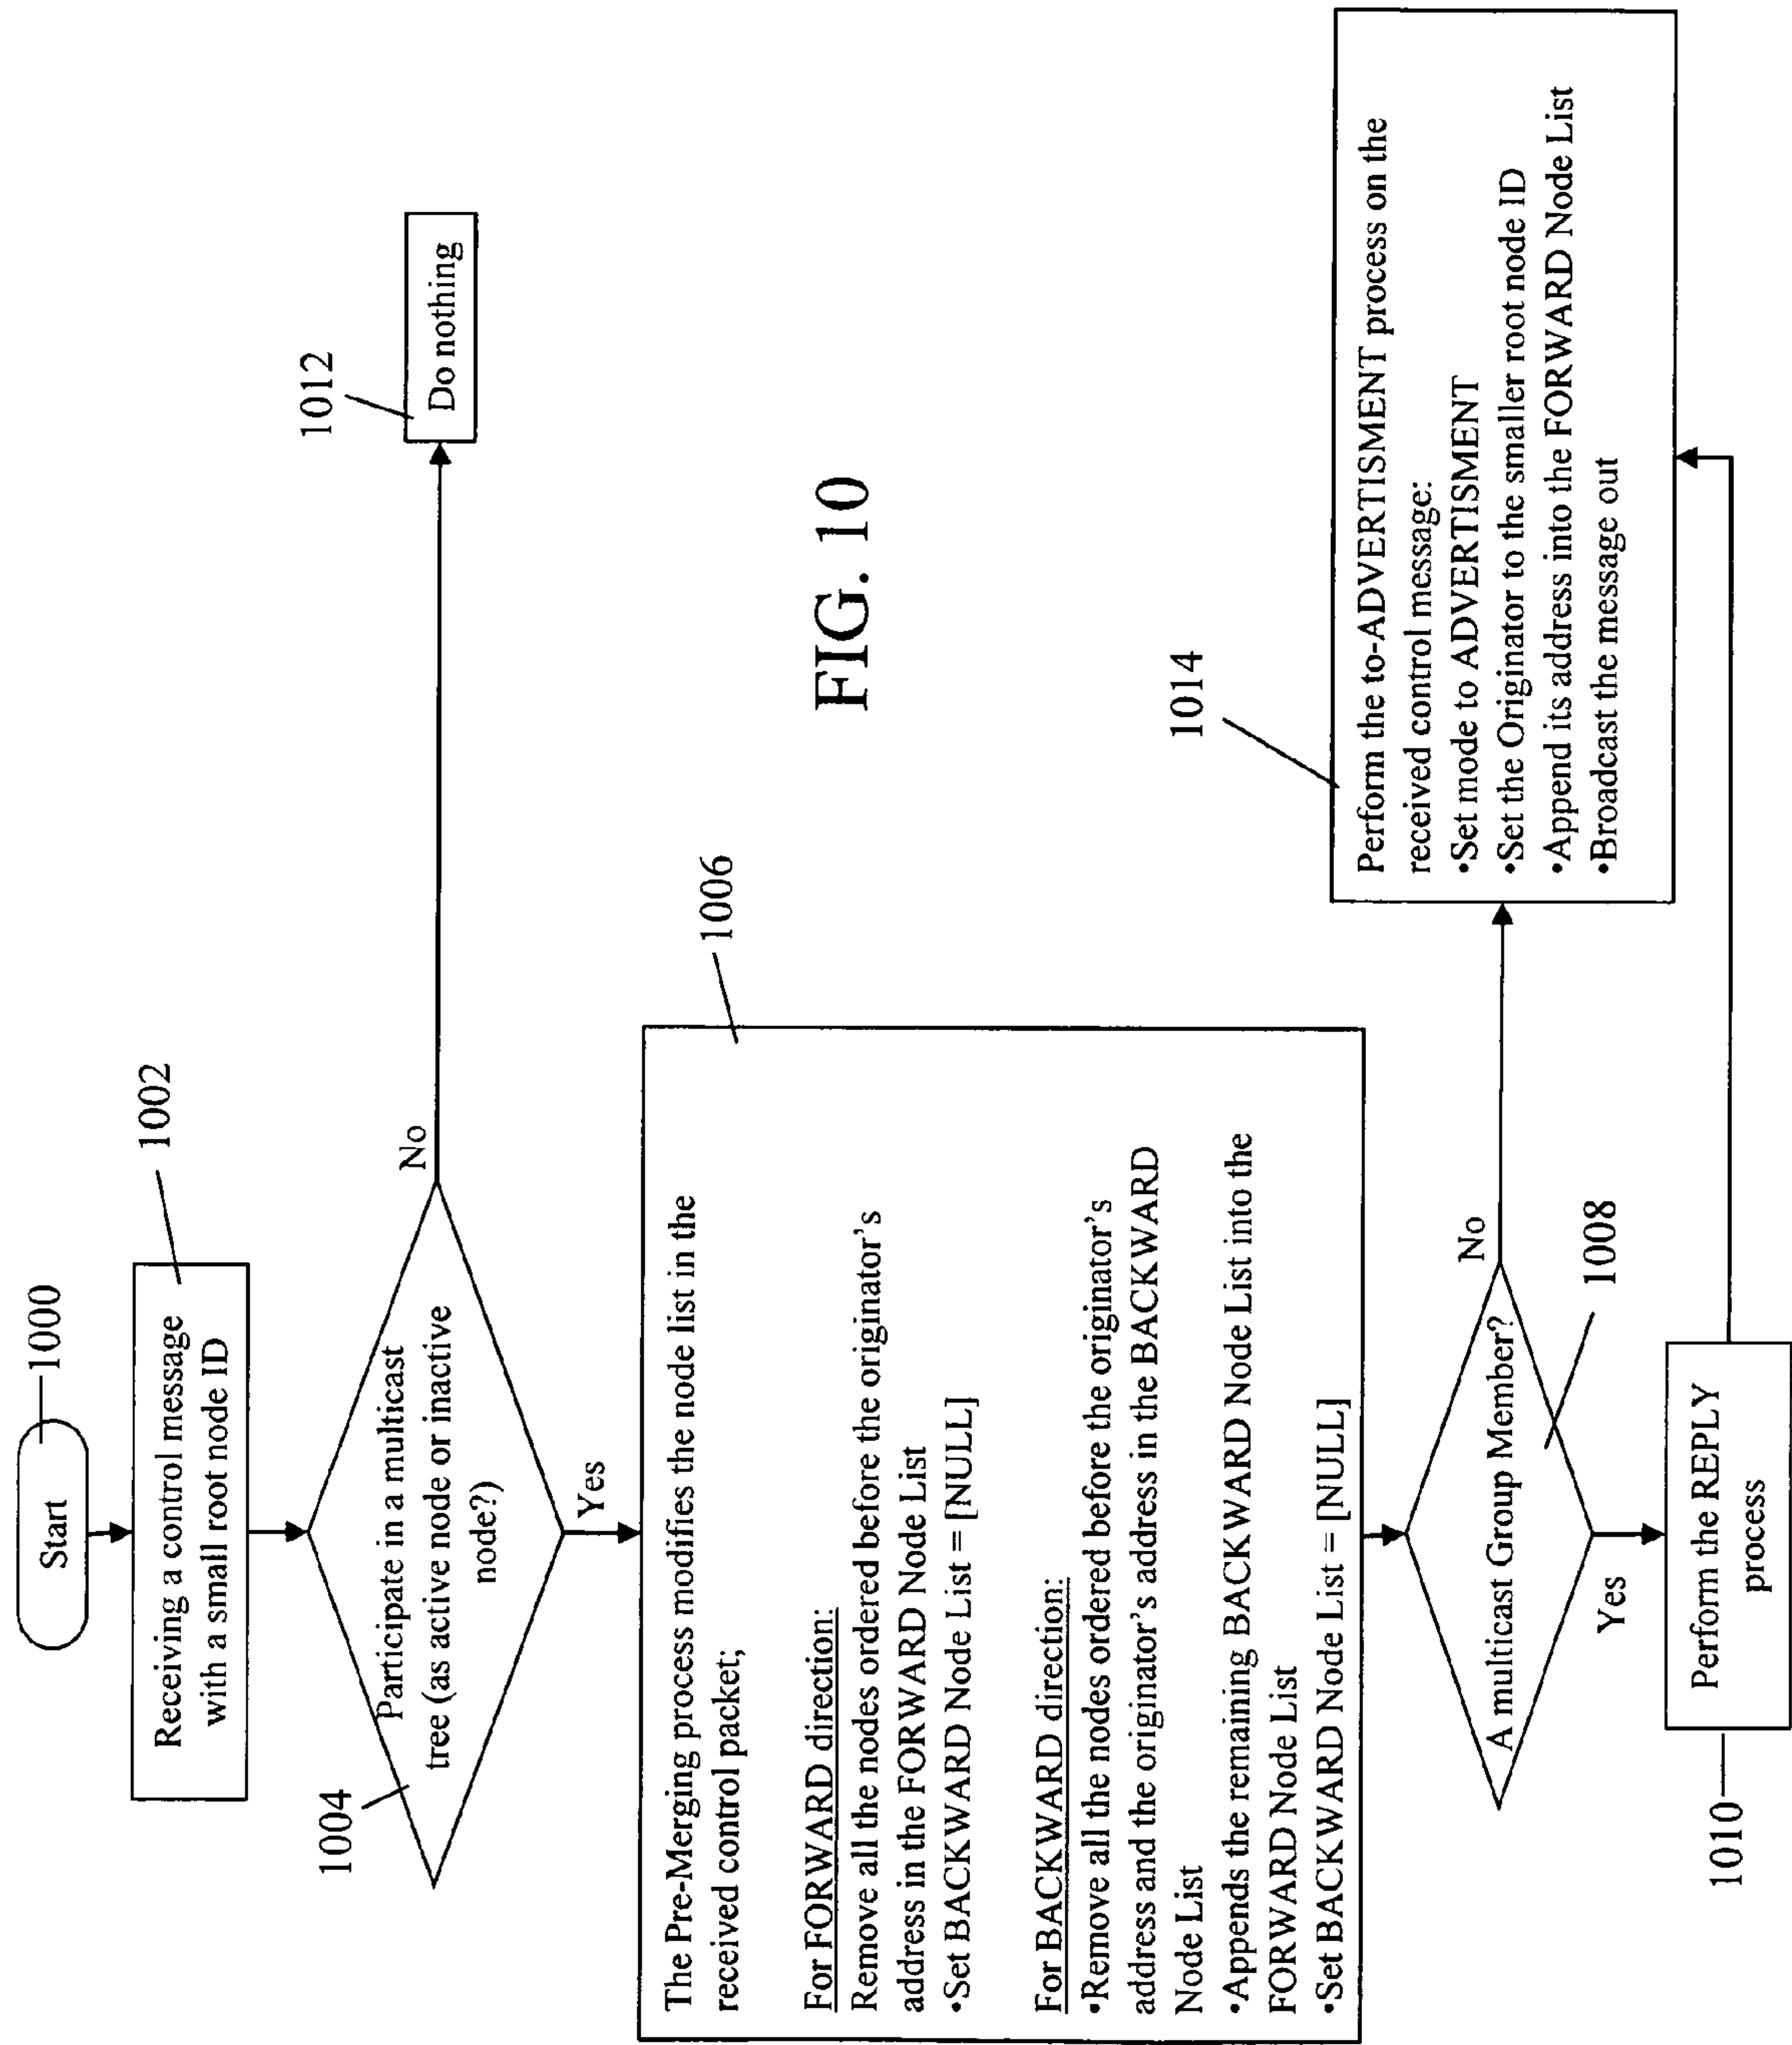 Start
1000
Receiving a control message
with a small root node ID
1002
Participate in a multicast
tree (as active node or inactive
node?)
1004
No
Do nothing
1012
Yes
The Pre-Merging process modifies the node list in the
received control packet;
For FORWARD direction:
Remove all the nodes ordered before the originator's
address in the FORWARD Node List
•Set BACKWARD Node List = [NULL]
For BACKWARD direction:
•Remove all the nodes ordered before the originator's
address and the originator's address in the BACKWARD
Node List
•Appends the remaining BACKWARD Node List into the
FORWARD Node List
•Set BACKWARD Node List = [NULL]
1006
A multicast Group Member?
1008
No
Yes
Perform the REPLY
process
1010
Perform the to-ADVERTISMENT process on the
received control message:
•Set mode to ADVERTISMENT
•Set the Originator to the smaller root node ID
•Append its address into the FORWARD Node List
•Broadcast the message out
1014
FIG. 10